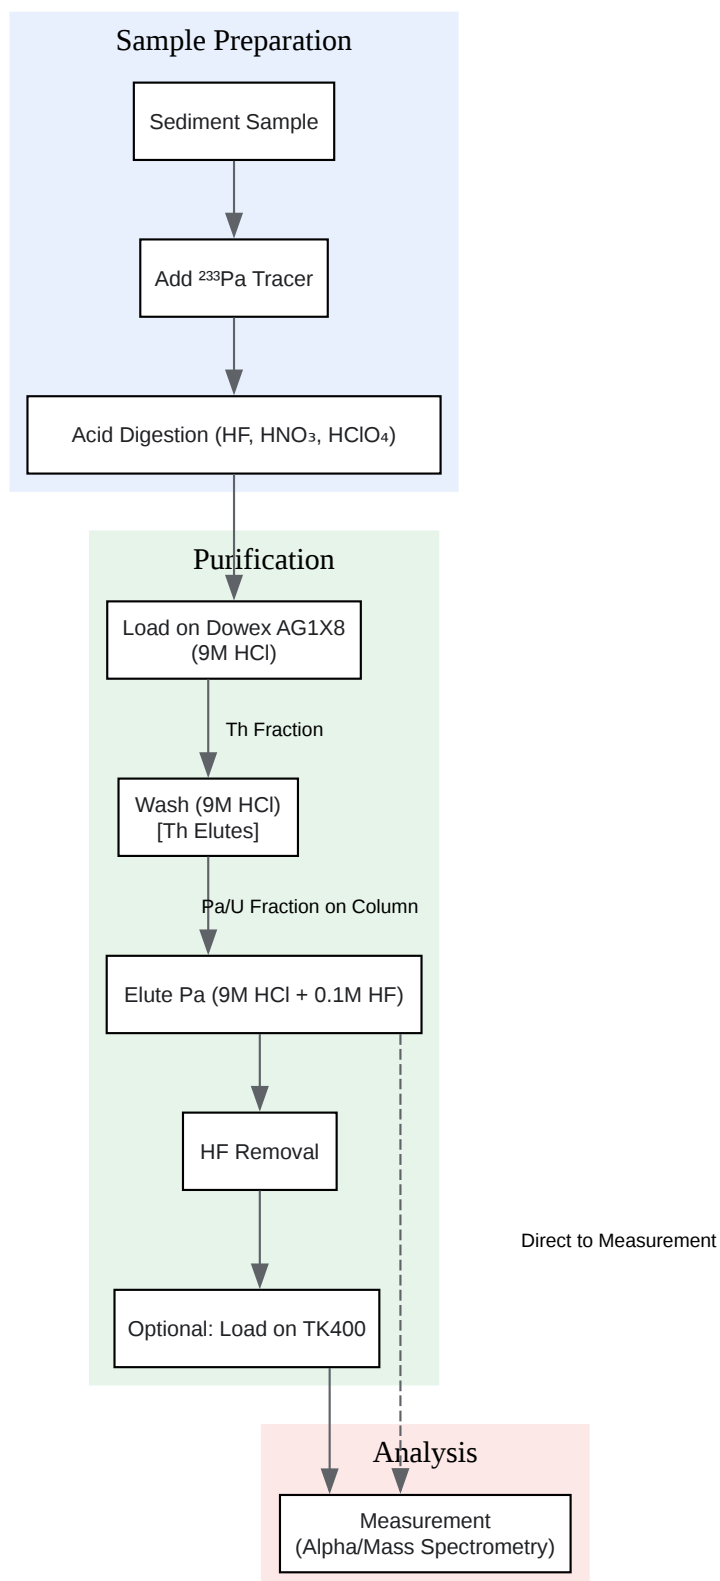 Sample Preparation
Sediment Sample
Add ²³³Pa Tracer
Acid Digestion (HF, HNO₃, HClO₄)
Purification
Load on Dowex AG1X8
(9M HCl)
Th Fraction
Wash (9M HCl)
[Th Elutes]
Pa/U Fraction on Column
Elute Pa (9M HCl + 0.1M HF)
HF Removal
Direct to Measurement
Optional: Load on TK400
Analysis
Measurement
(Alpha/Mass Spectrometry)